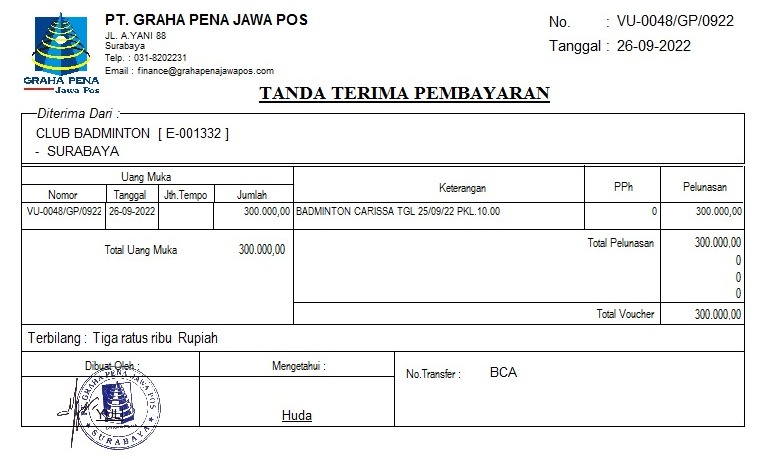 PT. GRAHA PENA JAWA POS
JL. A.YANI 88
Surabaya
Telp. : 031-8202231
Email : finance@grahapenajawapos.com
GRAHA PENA
Jawa Pos
No. : VU-0048/GP/0922
Tanggal : 26-09-2022
TANDA TERIMA PEMBAYARAN
Diterima Dari :
CLUB BADMINTON [ E-001332 ]
- SURABAYA
Uang Muka Keterangan PPh Pelunasan
Nomor Tanggal Jth.Tempo Jumlah
VU-0048/GP/0922 26-09-2022 300.000,00 BADMINTON CARISSA TGL 25/09/22 PKL.10.00 0 300.000,00
Total Uang Muka 300.000,00 Total Pelunasan 300.000,00
0
0
0
Total Voucher 300.000,00
Terbilang : Tiga ratus ribu Rupiah
Dibuat Oleh : Mengetahui : No.Transfer : BCA
PT. GRAHA PENA JAWA POS
SURABAYA
Huda